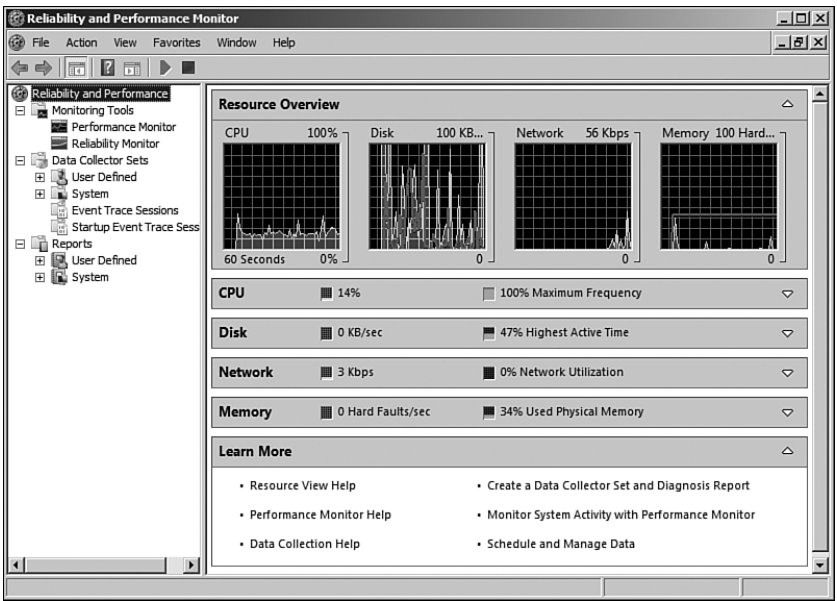 Reliability and Performance Monitor
File Action View Favorites Window Help
Reliability and Performance
Monitoring Tools
Performance Monitor
Reliability Monitor
Data Collector Sets
User Defined
System
Event Trace Sessions
Startup Event Trace Sess
Reports
User Defined
System
Resource Overview
CPU 100% Disk 100 KB... Network 56 Kbps Memory 100 Hard...
60 Seconds 0% 0 0 0
CPU 14% 100% Maximum Frequency
Disk 0 KB/sec 47% Highest Active Time
Network 3 Kbps 0% Network Utilization
Memory 0 Hard Faults/sec 34% Used Physical Memory
Learn More
• Resource View Help • Create a Data Collector Set and Diagnosis Report
• Performance Monitor Help • Monitor System Activity with Performance Monitor
• Data Collection Help • Schedule and Manage Data